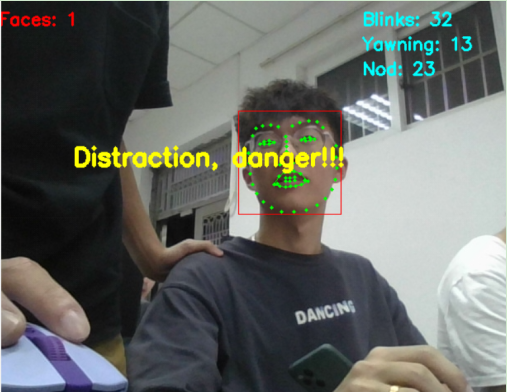 Faces: 1
Blinks: 32
Yawning: 13
Nod: 23
Distraction, danger!!!
DANCING